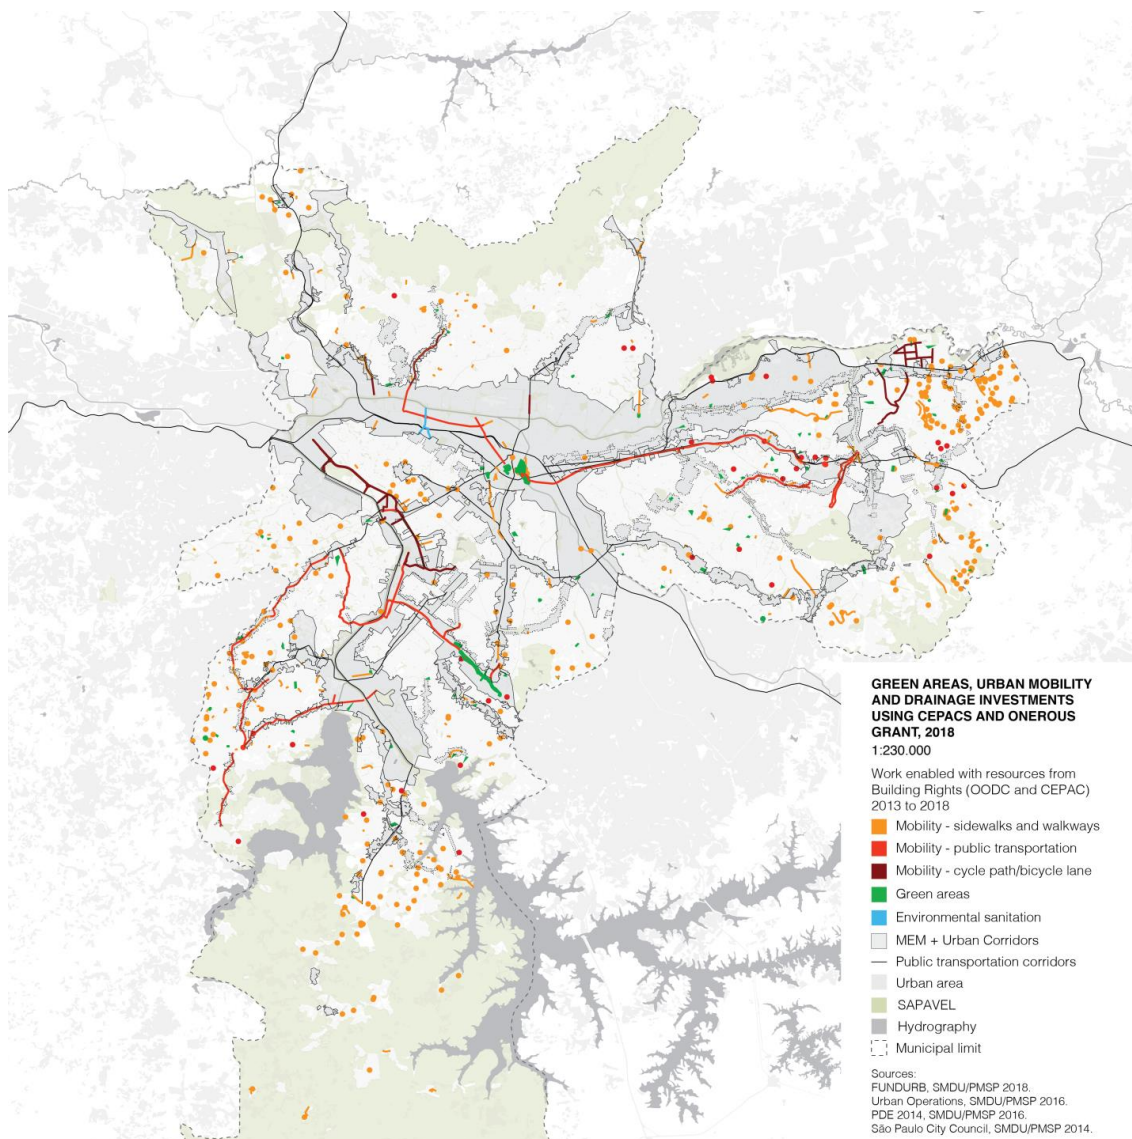 GREEN AREAS, URBAN MOBILITY
AND DRAINAGE INVESTMENTS
USING CEPACS AND ONEROUS
GRANT, 2018
1:230.000
Work enabled with resources from
Building Rights (OODC and CEPAC)
2013 to 2018
Mobility - sidewalks and walkways
Mobility - public transportation
Mobility - cycle path/bicycle lane
Green areas
Environmental sanitation
MEM + Urban Corridors
Public transportation corridors
Urban area
SAPAVEL
Hydrography
Municipal limit
Sources:
FUNDURB, SMDU/PMSP 2018.
Urban Operations, SMDU/PMSP 2016.
PDE 2014, SMDU/PMSP 2016.
São Paulo City Council, SMDU/PMSP 2014.